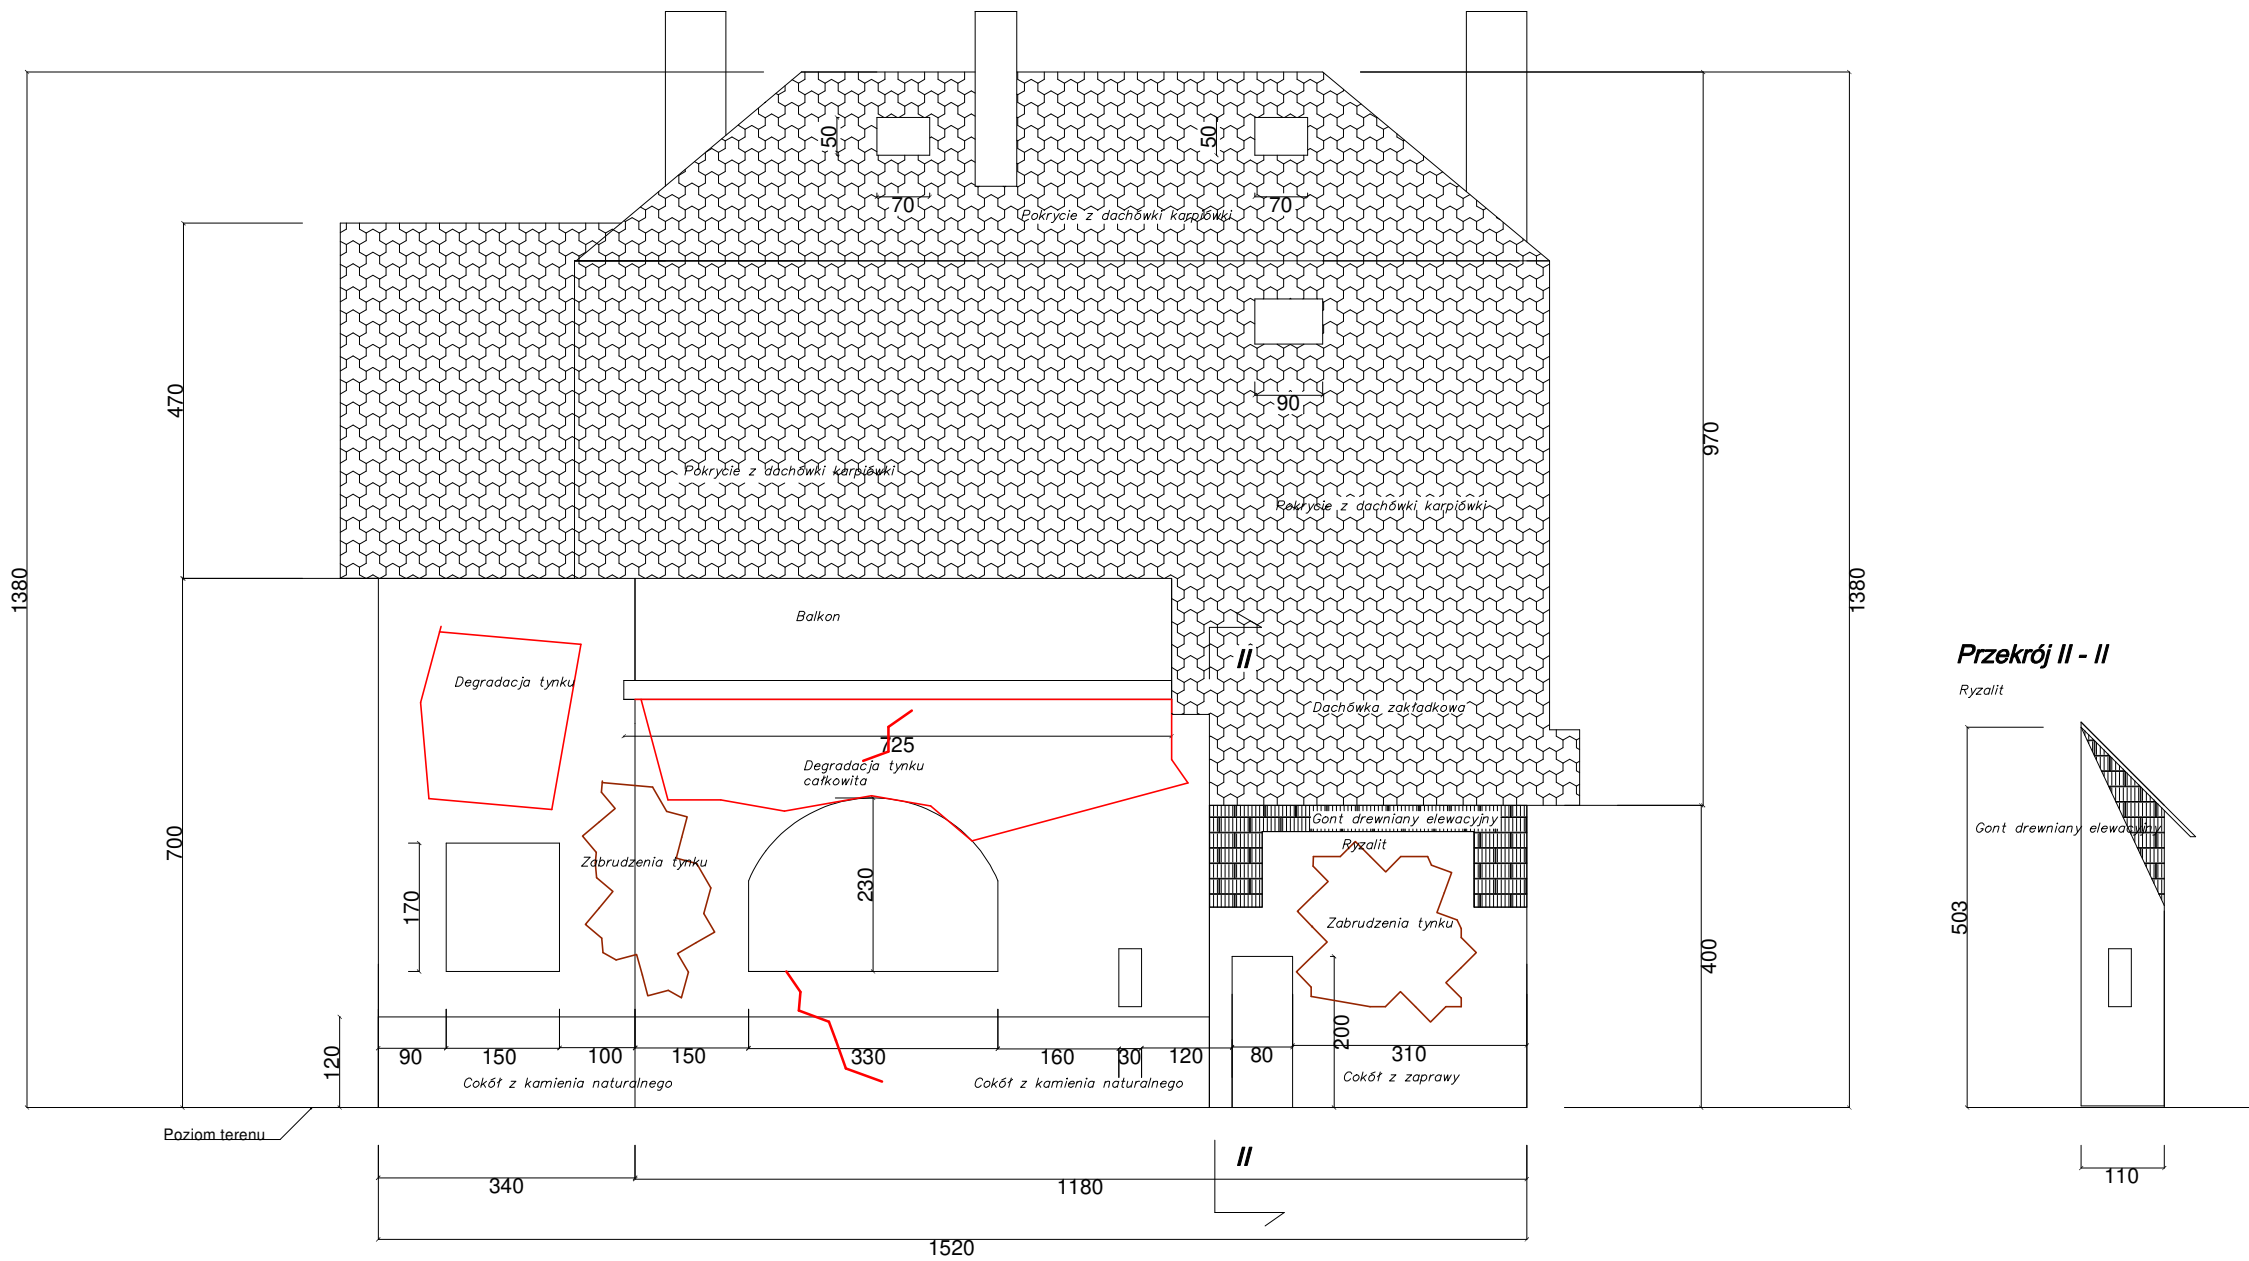 50
50
70
70
Pokrycie z dachówki karpiówki
90
470
970
Pokrycie z dachówki karpiówki
Pokrycie z dachówki karpiówki
1380
1380
Balkon
II
Przekrój II - II
Ryzalit
Degradacja tynku
Dachówka zakładkowa
725
Degradacja tynku
całkowita
Gont drewniany elewacyjny
Gont drewniany elewacyjny
Ryzalit
700
Zabrudzenia tynku
230
170
Zabrudzenia tynku
503
400
200
120
90
150
100
150
330
160
30
120
80
310
Cokół z kamienia naturalnego
Cokół z kamienia naturalnego
Cokół z zaprawy
Poziom terenu
II
110
340
1180
1520